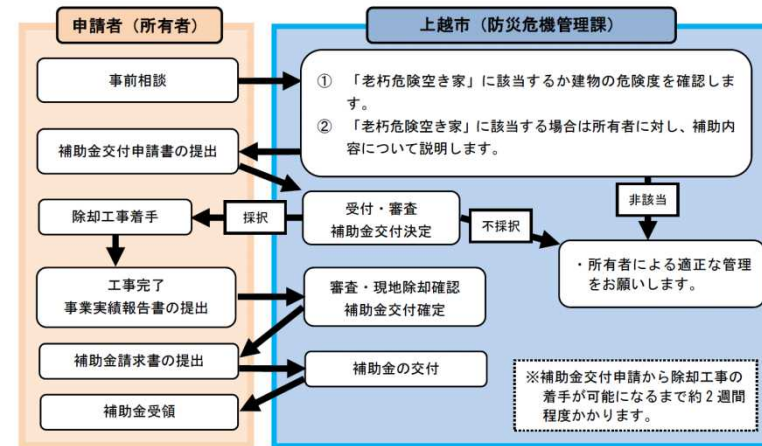 申請者（所有者）
上越市（防災危機管理課）
事前相談
① 「老朽危険空き家」に該当するか建物の危険度を確認しま
す。
② 「老朽危険空き家」に該当する場合は所有者に対し、補助内
容について説明します。
補助金交付申請書の提出
非該当
除却工事着手
採択
受付・審査
補助金交付決定
不採択
・所有者による適正な管理
をお願いします。
工事完了
事業実績報告書の提出
審査・現地除却確認
補助金交付確定
補助金請求書の提出
補助金の交付
※補助金交付申請から除却工事の
着手が可能になるまで約２週間
程度かかります。
補助金受領